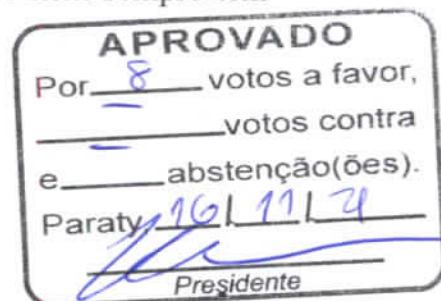 APROVADO
Por 8 votos a favor,
votos contra
e abstenção(ões).
Paraty, 16/11/21
Presidente